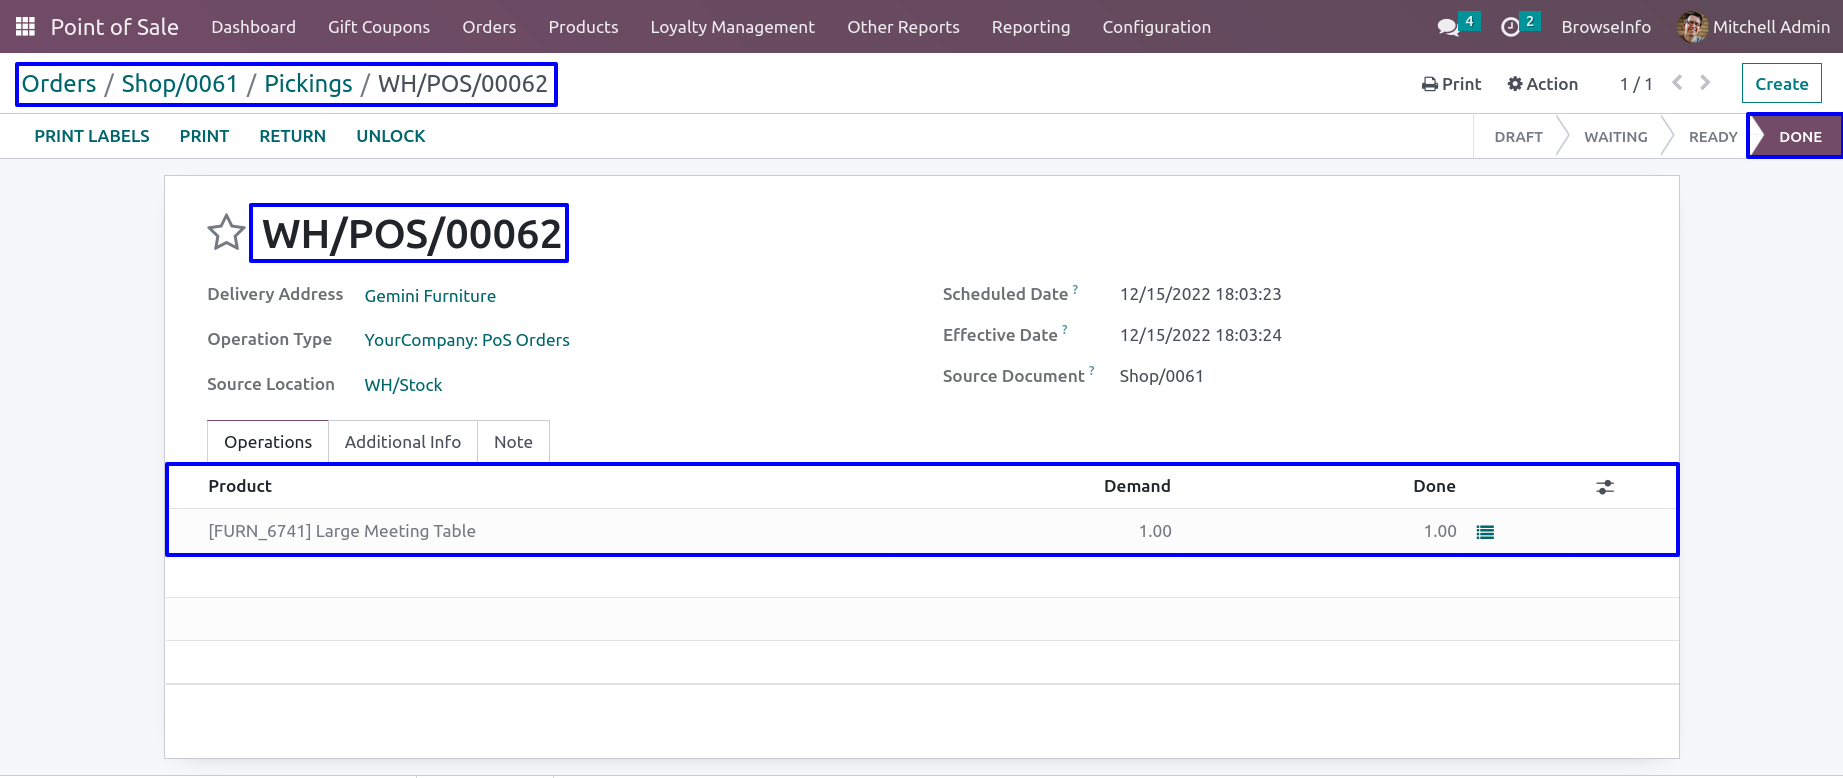 Point of Sale Dashboard Gift Coupons Orders Products Loyalty Management Other Reports Reporting Configuration 4 2 BrowseInfo Mitchell Admin
Orders / Shop/0061 / Pickings / WH/POS/00062 Print Action 1 / 1 Create
PRINT LABELS PRINT RETURN UNLOCK DRAFT WAITING READY DONE
WH/POS/00062
Delivery Address Gemini Furniture Scheduled Date ? 12/15/2022 18:03:23
Operation Type YourCompany: PoS Orders Effective Date ? 12/15/2022 18:03:24
Source Location WH/Stock Source Document ? Shop/0061
Operations Additional Info Note
Product Demand Done
[FURN_6741] Large Meeting Table 1.00 1.00